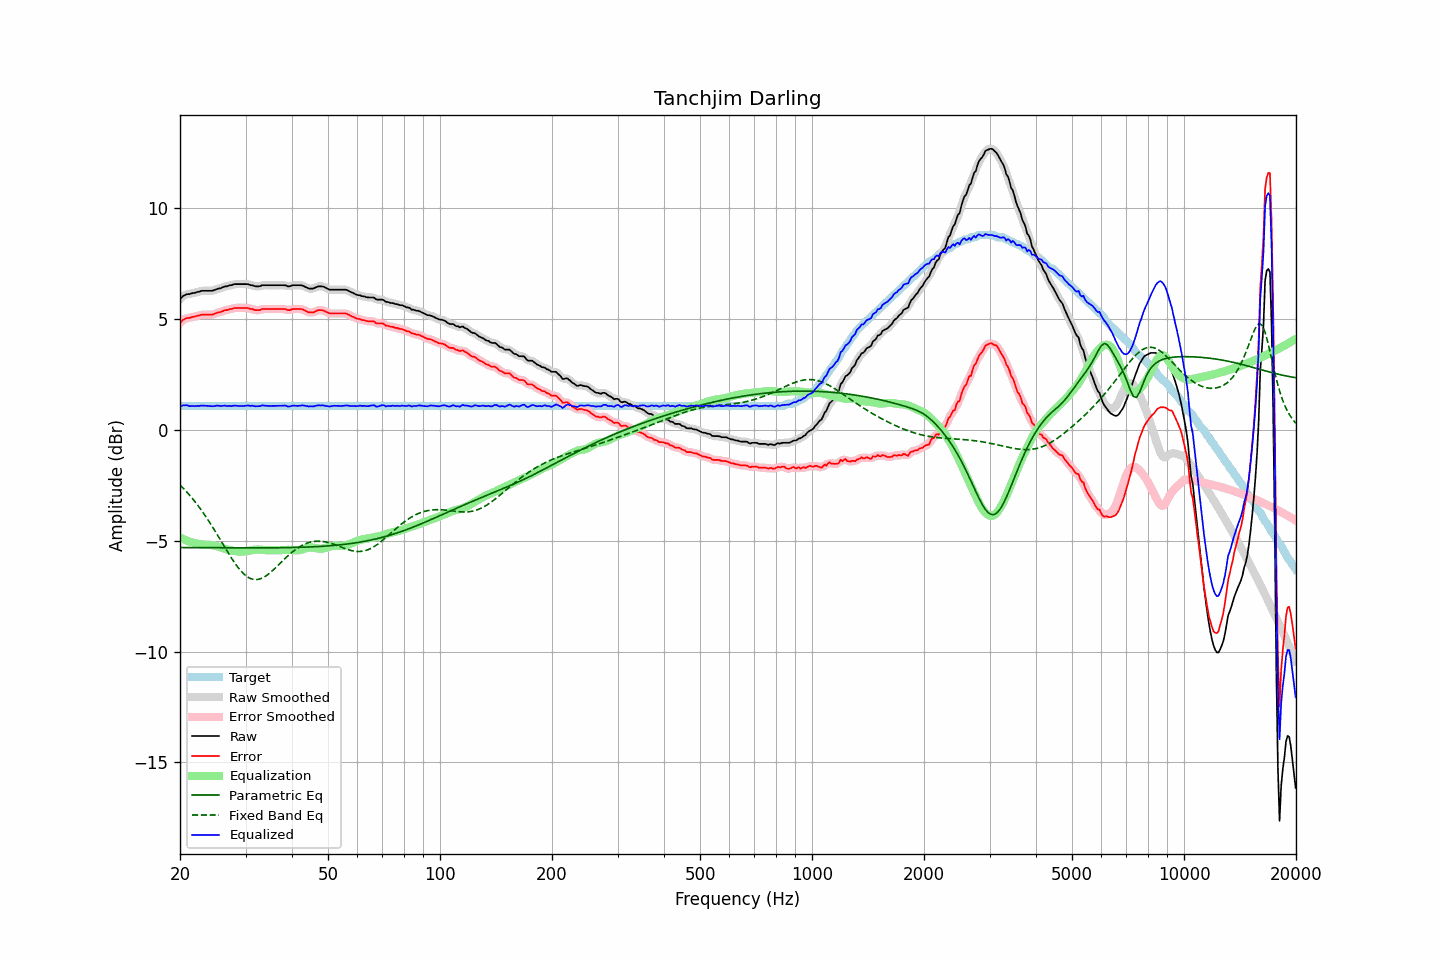 Tanchjim Darling
Amplitude (dBr)
10
5
0
−5
−10
−15
Target
Raw Smoothed
Error Smoothed
Raw
Error
Equalization
Parametric Eq
Fixed Band Eq
Equalized
20 50 100 200 500 1000 2000 5000 10000 20000
Frequency (Hz)